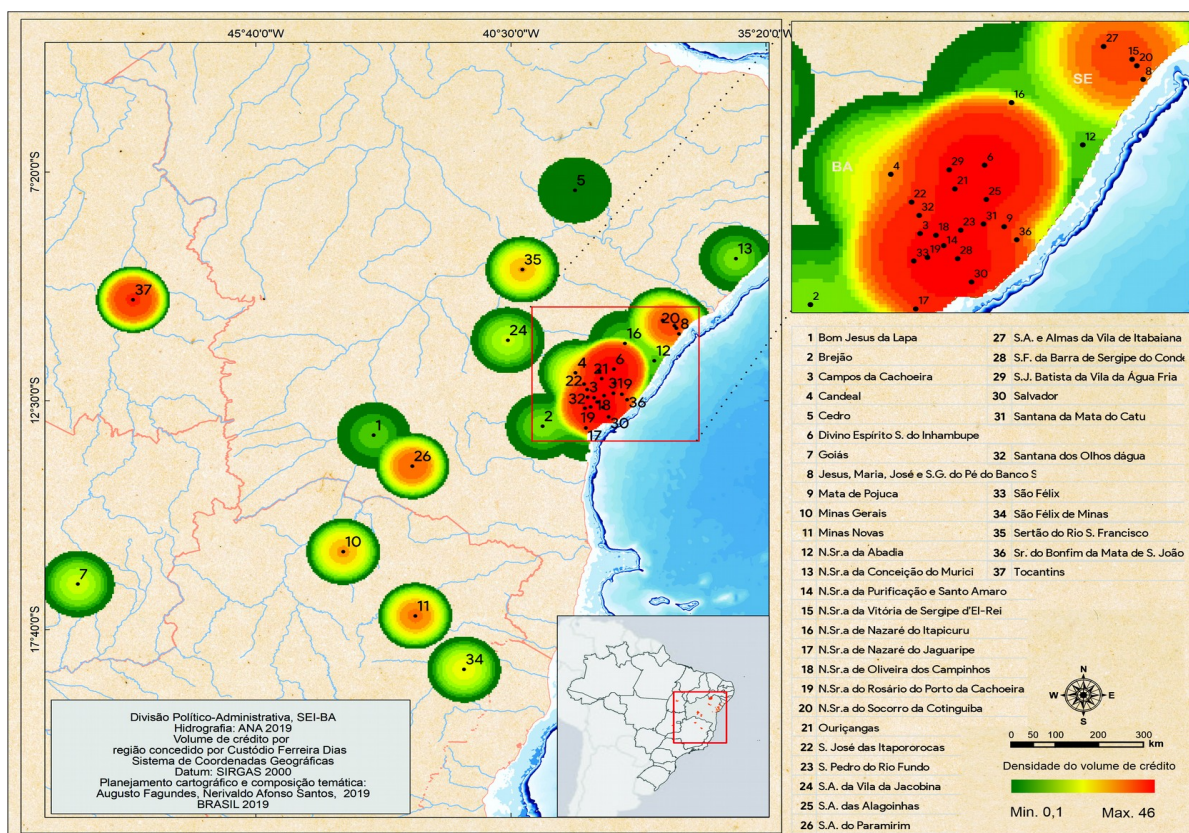 45°40'0"W
40°30'0"W
35°20'0"W
7°20'0"S
12°30'0"S
17°40'0"S
5
13
35
37
24
16
20
8
12
4
6
21
22
3
9
32
18
36
19
30
17
2
1
26
10
7
11
34
27
15
20
8
SE
16
12
BA
4
29
6
21
22
25
32
31
9
3
18
23
36
14
19
33
28
30
2
17
1 Bom Jesus da Lapa
2 Brejão
3 Campos da Cachoeira
4 Candeal
5 Cedro
6 Divino Espírito S. do Inhambupe
7 Goiás
8 Jesus, Maria, José e S.G. do Pé do Banco S
9 Mata de Pojuca
10 Minas Gerais
11 Minas Novas
12 N.Sr.a da Abadia
13 N.Sr.a da Conceição do Murici
14 N.Sr.a da Purificação e Santo Amaro
15 N.Sr.a da Vitória de Sergipe d'El-Rei
16 N.Sr.a de Nazaré do Itapicuru
17 N.Sr.a de Nazaré do Jaguaripe
18 N.Sr.a de Oliveira dos Campinhos
19 N.Sr.a do Rosário do Porto da Cachoeira
20 N.Sr.a do Socorro da Cotinguiba
21 Ouriçangas
22 S. José das Itapororocas
23 S. Pedro do Rio Fundo
24 S.A. da Vila da Jacobina
25 S.A. das Alagoinhas
26 S.A. do Paramirim
27 S.A. e Almas da Vila de Itabaiana
28 S.F. da Barra de Sergipe do Conde
29 S.J. Batista da Vila da Água Fria
30 Salvador
31 Santana da Mata do Catu
32 Santana dos Olhos dágua
33 São Félix
34 São Félix de Minas
35 Sertão do Rio S. Francisco
36 Sr. do Bonfim da Mata de S. João
37 Tocantins
N
W E
S
0 50 100 200 300
km
Densidade do volume de crédito
Min. 0,1 Max. 46
Divisão Político-Administrativa, SEI-BA
Hidrografia: ANA 2019
Volume de crédito por
região concedido por Custódio Ferreira Dias
Sistema de Coordenadas Geográficas
Datum: SIRGAS 2000
Planejamento cartográfico e composição temática:
Augusto Fagundes, Nerivaldo Afonso Santos, 2019
BRASIL 2019